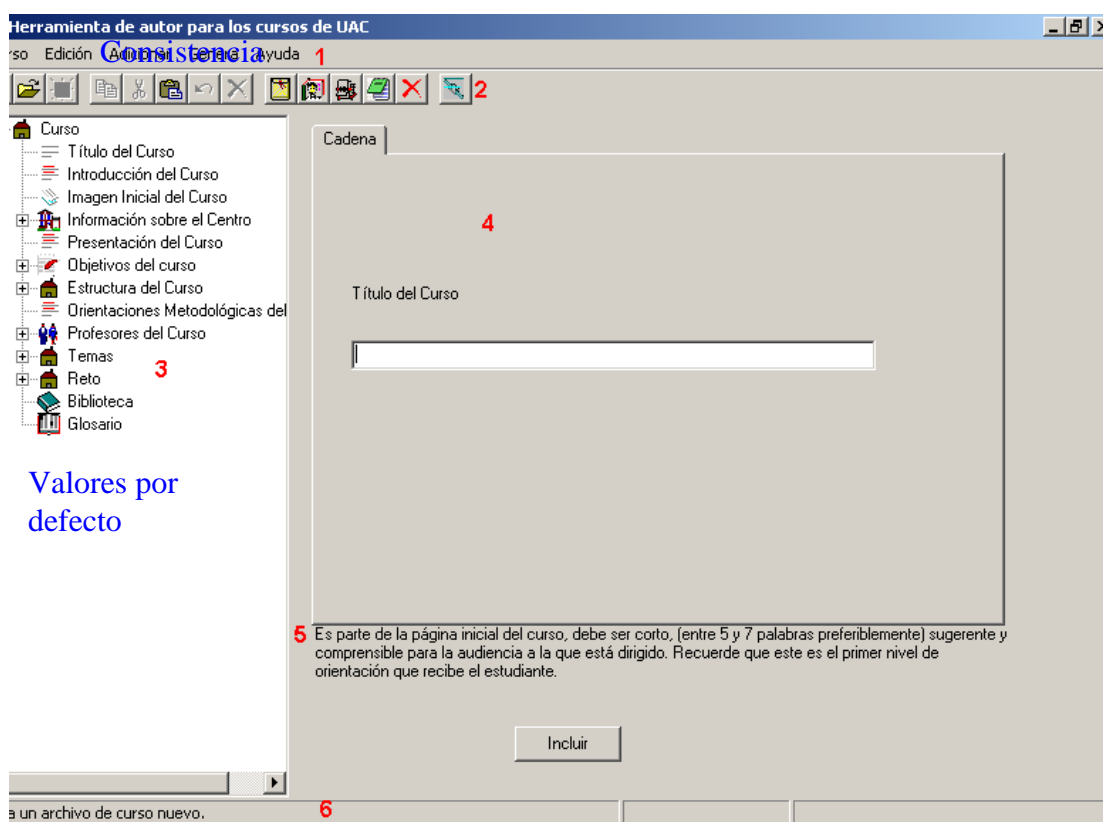 Herramienta de autor para los cursos de UAC
Consistencia
rso Edición Adicionar Genera Ayuda 1
2
Curso
Título del Curso
Introducción del Curso
Imagen Inicial del Curso
Información sobre el Centro
Presentación del Curso
Objetivos del curso
Estructura del Curso
Orientaciones Metodológicas del
Profesores del Curso
Temas
Reto
Biblioteca
Glosario
3
Valores por
defecto
Cadena
4
Título del Curso
5 Es parte de la página inicial del curso, debe ser corto, (entre 5 y 7 palabras preferiblemente) sugerente y
comprensible para la audiencia a la que está dirigido. Recuerde que este es el primer nivel de
orientación que recibe el estudiante.
Incluir
a un archivo de curso nuevo.
6